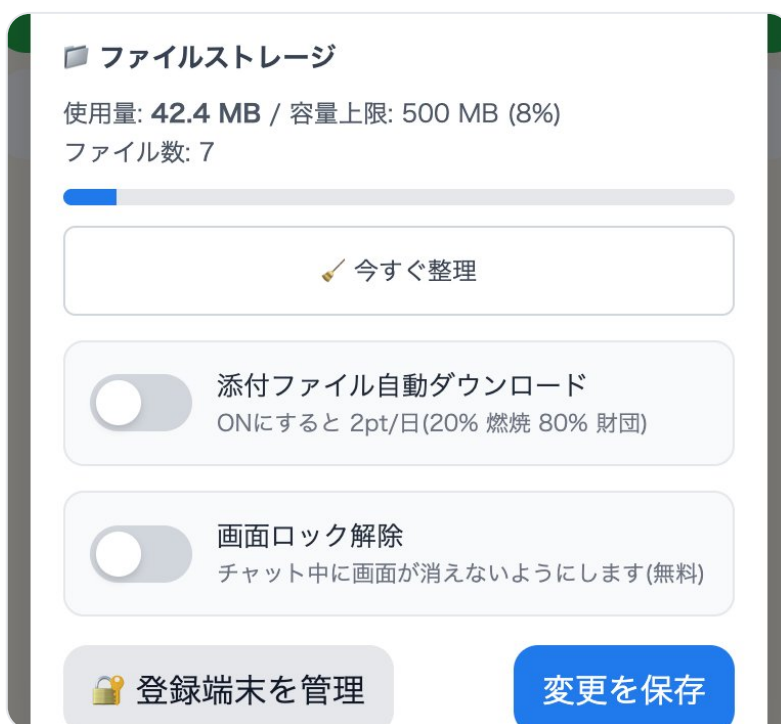 📁 ファイルストレージ
使用量: 42.4 MB / 容量上限: 500 MB (8%)
ファイル数: 7
🧹 今すぐ整理
添付ファイル自動ダウンロード
ONにすると 2pt/日(20% 燃焼 80% 財団)
画面ロック解除
チャット中に画面が消えないようにします(無料)
🔐 登録端末を管理
変更を保存